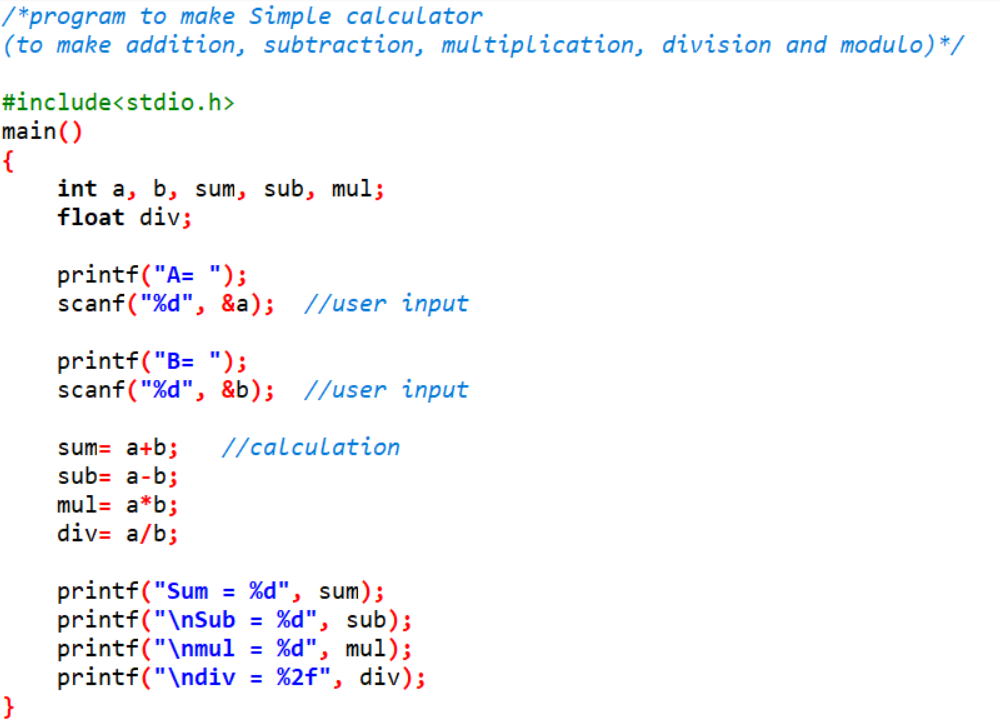 /*program to make Simple calculator
(to make addition, subtraction, multiplication, division and modulo)*/
#include<stdio.h>
main()
{
int a, b, sum, sub, mul;
float div;
printf("A= ");
scanf("%d", &a);  //user input
printf("B= ");
scanf("%d", &b);  //user input
sum= a+b;   //calculation
sub= a-b;
mul= a*b;
div= a/b;
printf("Sum = %d", sum);
printf("\nSub = %d", sub);
printf("\nmul = %d", mul);
printf("\ndiv = %2f", div);
}